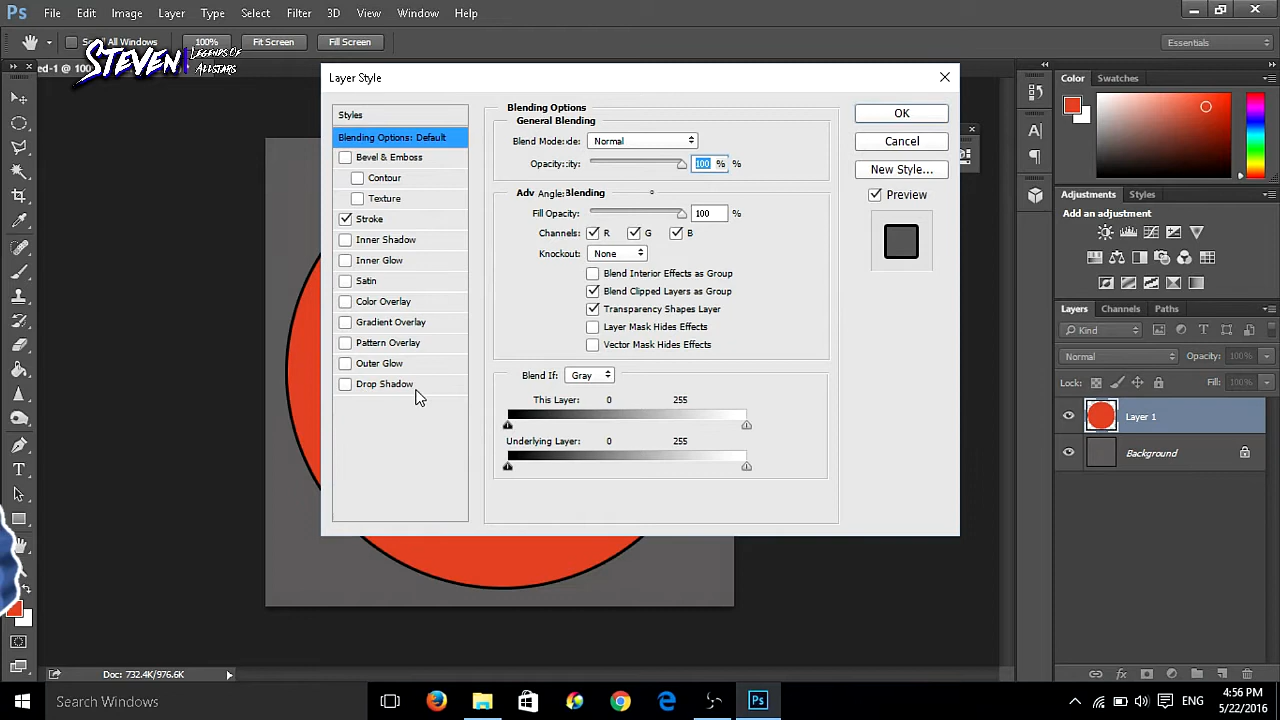 Ps File Edit Image Layer Type Select Filter 3D View Window Help
All Windows 100% Fit Screen Fill Screen Essentials
STEVEN LEGENDS OF ALLSTARS
ed-1 @ 100
Layer Style
Styles
Blending Options: Default
Bevel & Emboss
Contour
Texture
Stroke
Inner Shadow
Inner Glow
Satin
Color Overlay
Gradient Overlay
Pattern Overlay
Outer Glow
Drop Shadow
Blending Options
General Blending
Blend Mode: Normal
Opacity: 100 % %
Angle: Blending
Fill Opacity: 100 %
Channels: R G B
Knockout: None
Blend Interior Effects as Group
Blend Clipped Layers as Group
Transparency Shapes Layer
Layer Mask Hides Effects
Vector Mask Hides Effects
Blend If: Gray
This Layer: 0 255
Underlying Layer: 0 255
OK
Cancel
New Style...
Preview
Color Swatches
Adjustments Styles
Add an adjustment
Layers Channels Paths
Kind
Normal Opacity: 100%
Lock: Fill: 100%
Layer 1
Background
Doc: 732.4K/976.6K
Search Windows
Ps
ENG
4:56 PM
5/22/2016